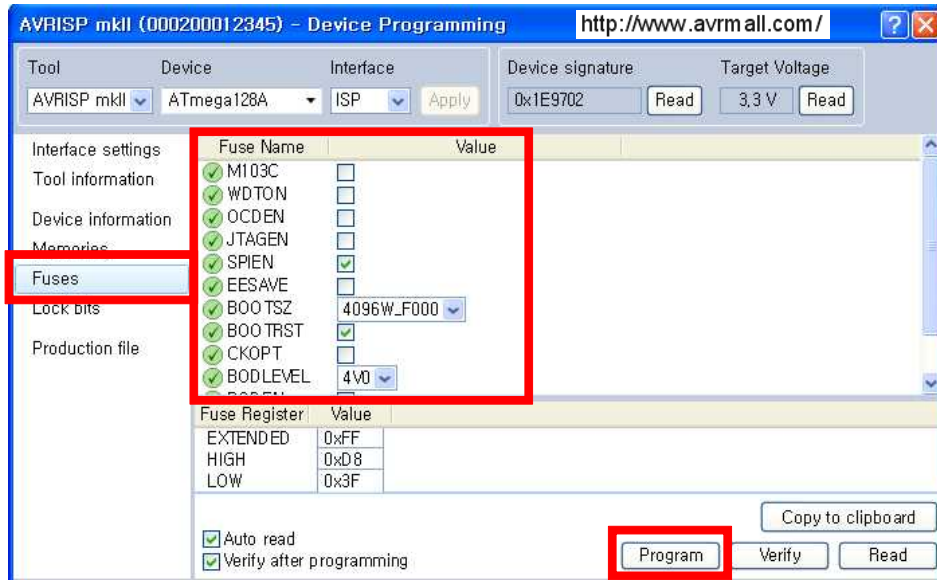 AVRISP mkII (000200012345) – Device Programming
http://www.avrmall.com/
Tool Device Interface Device signature Target Voltage
AVRISP mkII ATmega128A ISP Apply 0x1E9702 Read 3,3 V Read
Interface settings
Tool information
Device information
Memories
Fuses
Lock bits
Production file
Fuse Name Value
M103C
WDTON
OCDEN
JTAGEN
SPIEN
EESAVE
BOOTSZ 4096W_F000
BOOTRST
CKOPT
BODLEVEL 4V0
Fuse Register Value
EXTENDED 0xFF
HIGH 0xD8
LOW 0x3F
Auto read
Verify after programming
Copy to clipboard
Program Verify Read